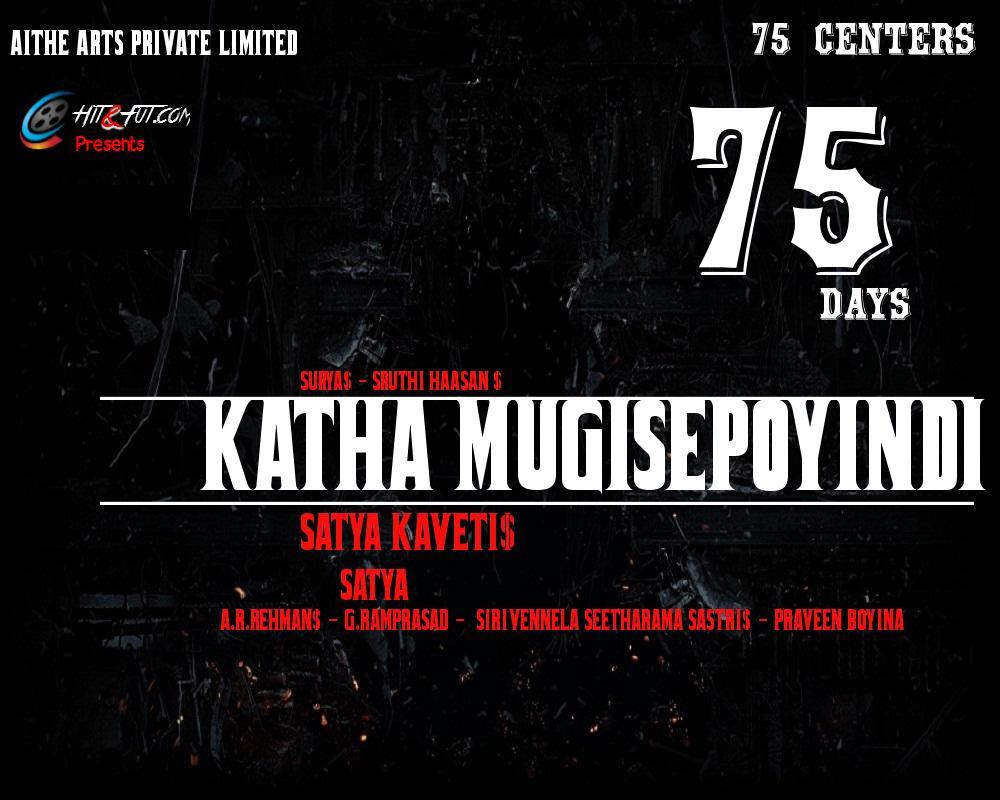 AITHE ARTS PRIVATE LIMITED
75 CENTERS
HIT&FUT.COM
Presents
75
DAYS
SURYA$ - SRUTHI HAASAN $
KATHA MUGISEPOYINDI
SATYA KAVETI$
SATYA
A.R.REHMAN$ - G.RAMPRASAD - SIRIVENNELA SEETHARAMA SASTRI$ - PRAVEEN BOYINA